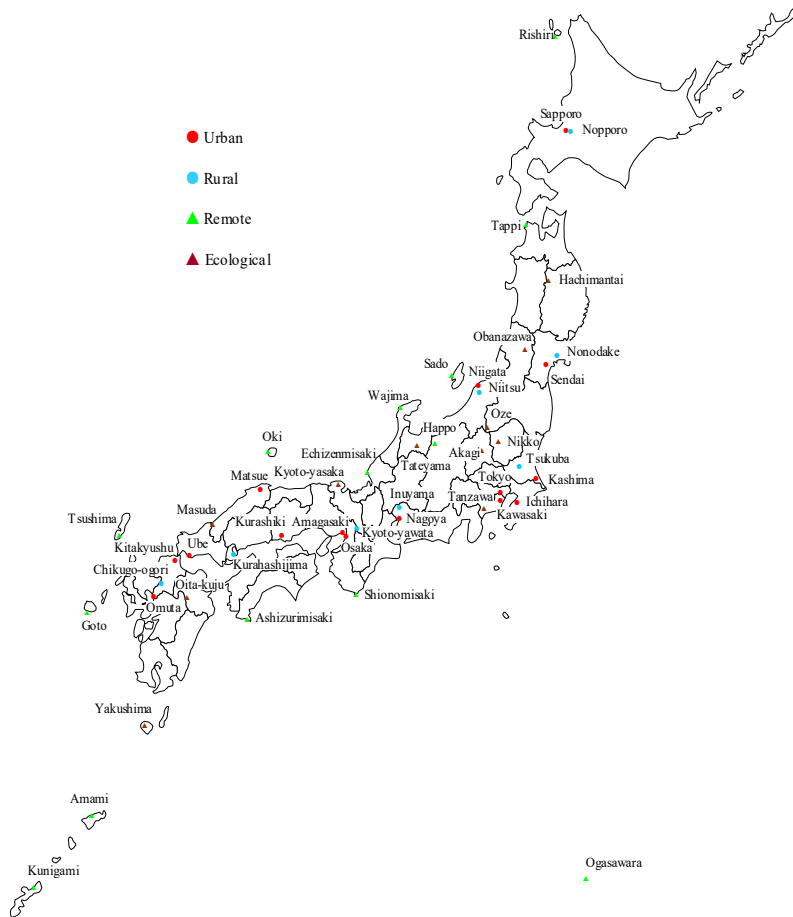 Rishiri
Sapporo
Nopporo
Urban
Rural
Remote
Ecological
Tappi
Hachimantai
Obanazawa
Nonodake
Sado
Niigata
Sendai
Niitsu
Wajima
Oze
Happo
Oki
Nikko
Echizenmisaki
Akagi
Tsukuba
Tateyama
Kyoto-yasaka
Matsue
Tokyo
Kashima
Inuyama
Tanzawa
Ichihara
Masuda
Kawasaki
Tsushima
Kurashiki
Amagasaki
Nagoya
Kyoto-yawata
Kitakyushu
Ube
Osaka
Kurahashijima
Chikugo-ogori
Oita-kuju
Shionomisaki
Omuta
Ashizurimisaki
Goto
Yakushima
Amami
Ogasawara
Kunigami